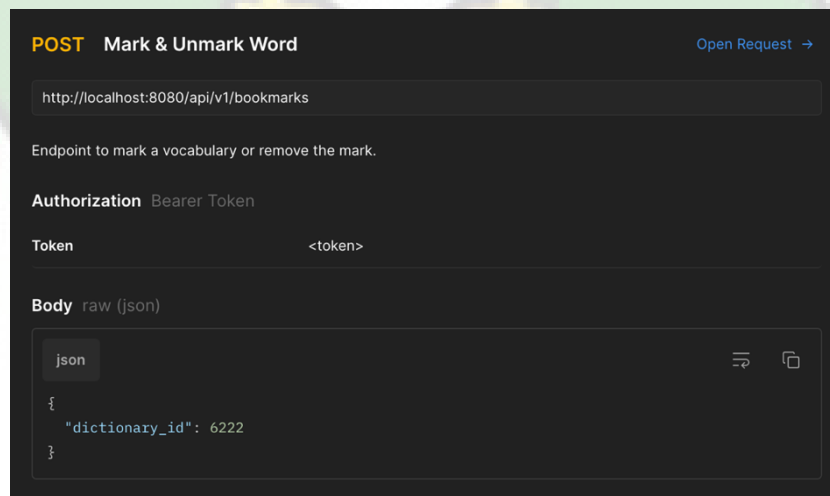 POST Mark & Unmark Word Open Request →
http://localhost:8080/api/v1/bookmarks
Endpoint to mark a vocabulary or remove the mark.
Authorization Bearer Token
Token <token>
Body raw (json)
json
{
"dictionary_id": 6222
}